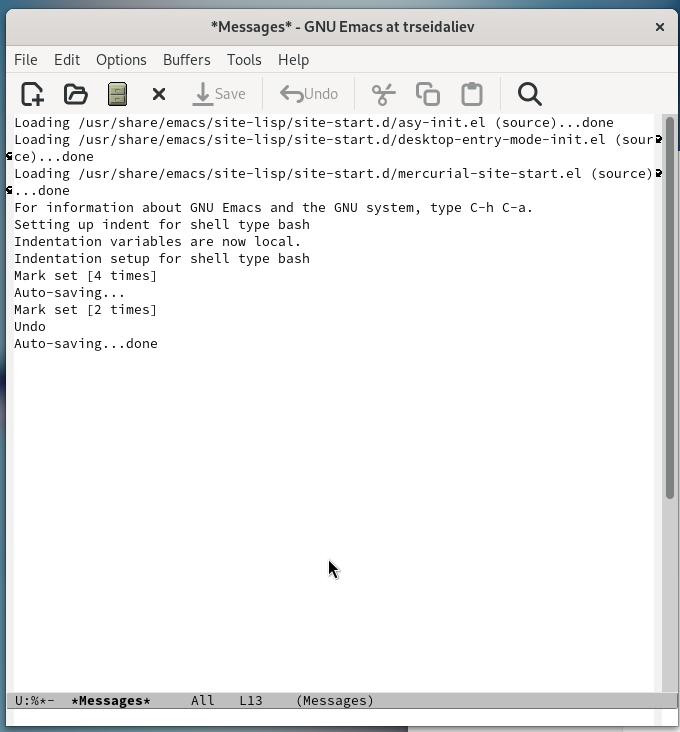 *Messages* - GNU Emacs at trseidaliev
File Edit Options Buffers Tools Help
Save Undo
Loading /usr/share/emacs/site-lisp/site-start.d/asy-init.el (source)...done
Loading /usr/share/emacs/site-lisp/site-start.d/desktop-entry-mode-init.el (sour
ce)...done
Loading /usr/share/emacs/site-lisp/site-start.d/mercurial-site-start.el (source)
...done
For information about GNU Emacs and the GNU system, type C-h C-a.
Setting up indent for shell type bash
Indentation variables are now local.
Indentation setup for shell type bash
Mark set [4 times]
Auto-saving...
Mark set [2 times]
Undo
Auto-saving...done
U:%*- *Messages* All L13 (Messages)